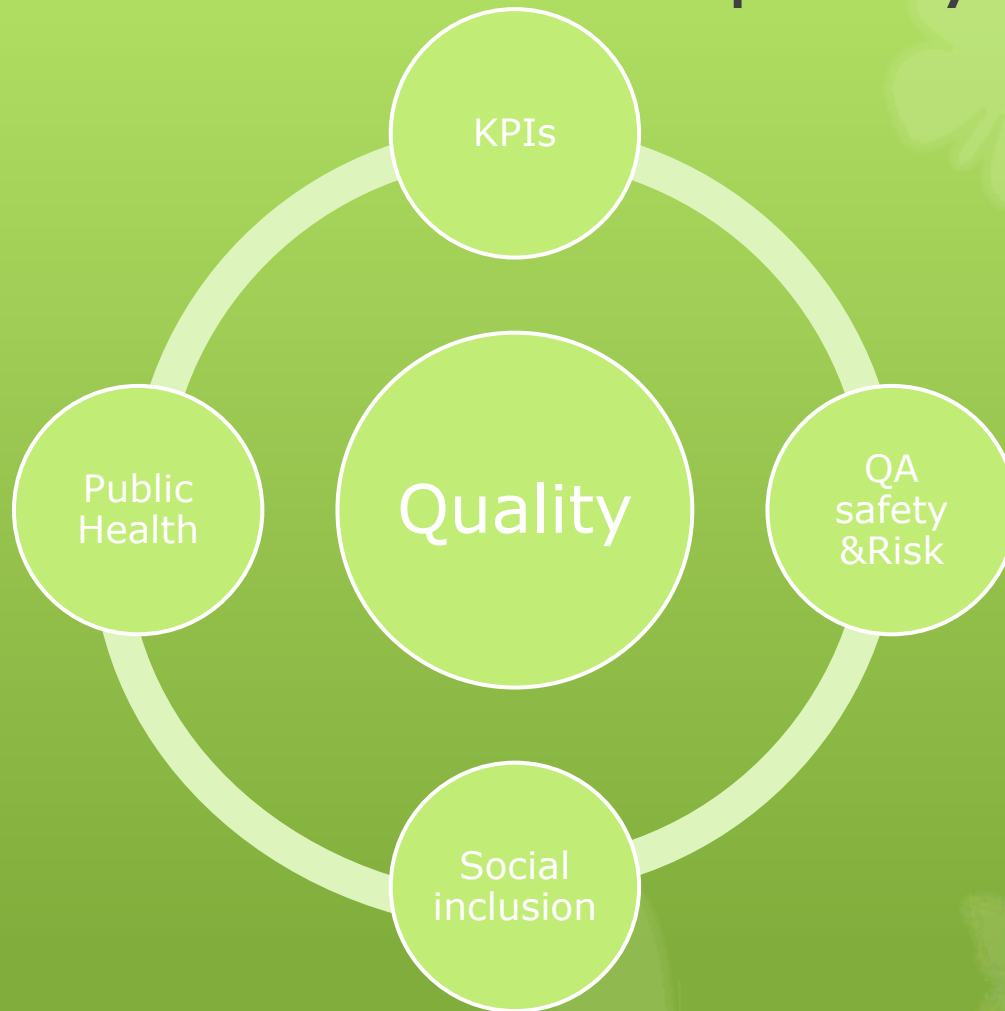 KPIs
Public
Health
Quality
QA
safety
&Risk
Social
inclusion